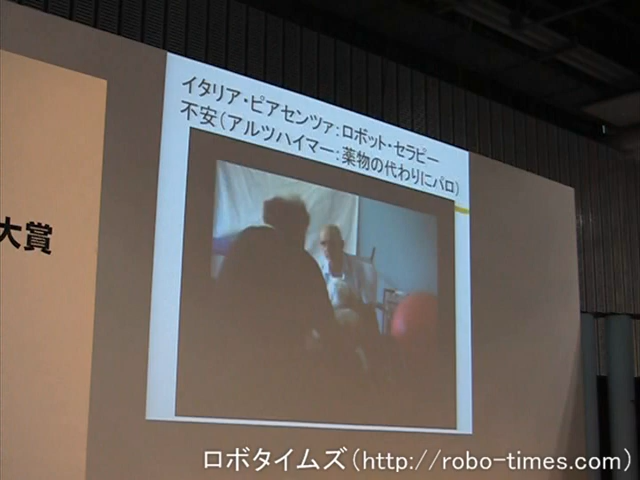 イタリア・ピアセンツァ：ロボット・セラピー
不安（アルツハイマー：薬物の代わりにパロ）
大賞
ロボタイムズ（http://robo-times.com）